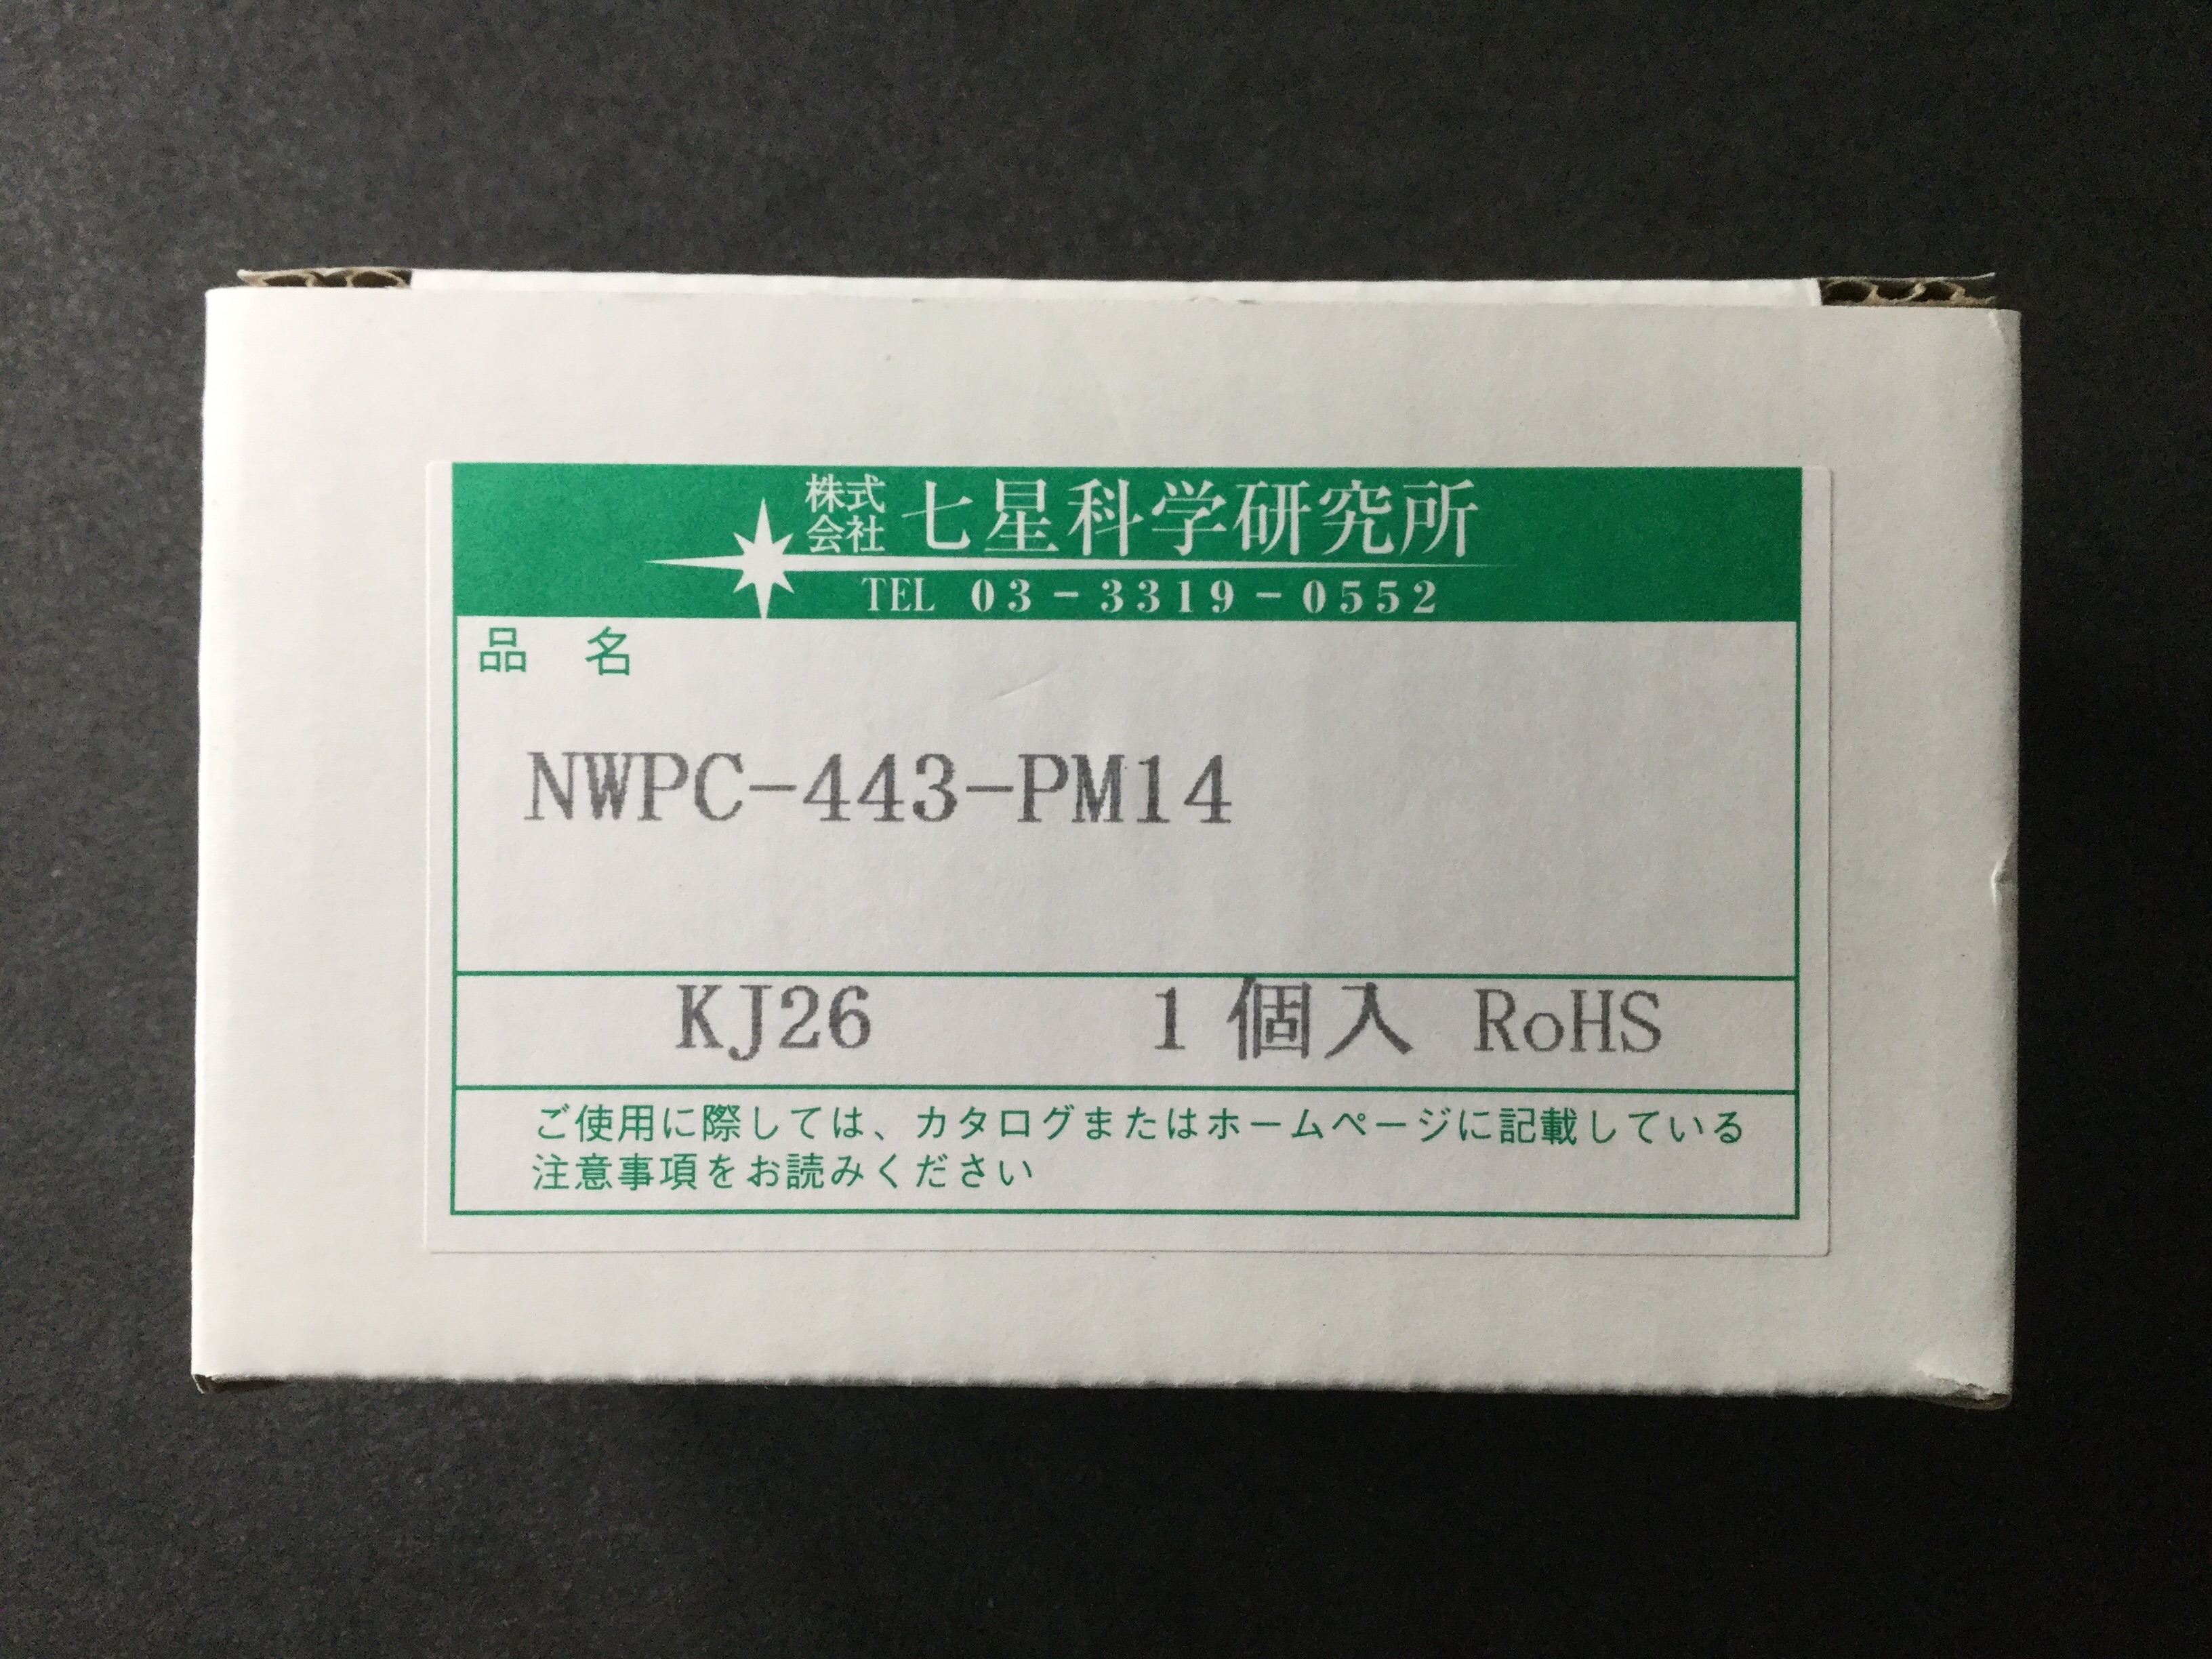 株式会社 七星科学研究所
TEL 03-3319-0552
品 名
NWPC-443-PM14
KJ26 1個入 RoHS
ご使用に際しては、カタログまたはホームページに記載している
注意事項をお読みください